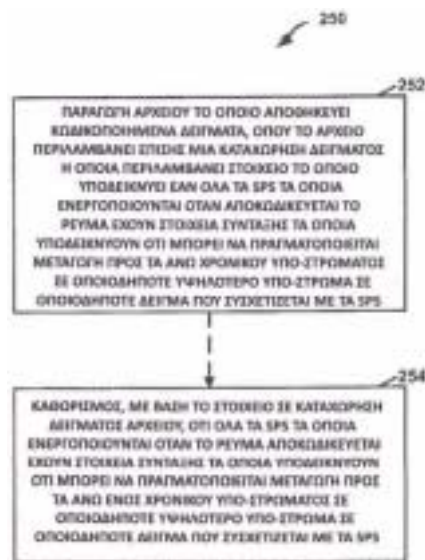 250
252
ΠΑΡΑΓΩΓΗ ΑΡΧΕΙΟΥ ΤΟ ΟΠΟΙΟ ΑΠΟΘΗΚΕΥΕΙ
ΚΩΔΙΚΟΠΟΙΗΜΕΝΑ ΔΕΙΓΜΑΤΑ, ΟΠΟΥ ΤΟ ΑΡΧΕΙΟ
ΠΕΡΙΛΑΜΒΑΝΕΙ ΕΠΙΣΗΣ ΜΙΑ ΚΑΤΑΧΩΡΗΣΗ ΔΕΙΓΜΑΤΟΣ
Η ΟΠΟΙΑ ΠΕΡΙΛΑΜΒΑΝΕΙ ΣΤΟΙΧΕΙΟ ΤΟ ΟΠΟΙΟ
ΥΠΟΔΕΙΚΝΥΕΙ ΕΑΝ ΟΛΑ ΤΑ SPS ΤΑ ΟΠΟΙΑ
ΕΝΕΡΓΟΠΟΙΟΥΝΤΑΙ ΟΤΑΝ ΑΠΟΚΩΔΙΚΕΥΕΤΑΙ ΤΟ
ΡΕΥΜΑ ΕΧΟΥΝ ΣΤΟΙΧΕΙΑ ΣΥΝΤΑΞΗΣ ΤΑ ΟΠΟΙΑ
ΥΠΟΔΕΙΚΝΥΟΥΝ ΟΤΙ ΜΠΟΡΕΙ ΝΑ ΠΡΑΓΜΑΤΟΠΟΙΕΙΤΑΙ
ΜΕΤΑΓΩΓΗ ΠΡΟΣ ΤΑ ΑΝΩ ΧΡΟΝΙΚΟΥ ΥΠΟ-ΣΤΡΩΜΑΤΟΣ
ΣΕ ΟΠΟΙΟΔΗΠΟΤΕ ΥΨΗΛΟΤΕΡΟ ΥΠΟ-ΣΤΡΩΜΑ ΣΕ
ΟΠΟΙΟΔΗΠΟΤΕ ΔΕΙΓΜΑ ΠΟΥ ΣΥΣΧΕΤΙΖΕΤΑΙ ΜΕ ΤΑ SPS
254
ΚΑΘΟΡΙΣΜΟΣ, ΜΕ ΒΑΣΗ ΤΟ ΣΤΟΙΧΕΙΟ ΣΕ ΚΑΤΑΧΩΡΗΣΗ
ΔΕΙΓΜΑΤΟΣ ΑΡΧΕΙΟΥ, ΟΤΙ ΟΛΑ ΤΑ SPS ΤΑ ΟΠΟΙΑ
ΕΝΕΡΓΟΠΟΙΟΥΝΤΑΙ ΟΤΑΝ ΤΟ ΡΕΥΜΑ ΑΠΟΚΩΔΙΚΕΥΕΤΑΙ
ΕΧΟΥΝ ΣΤΟΙΧΕΙΑ ΣΥΝΤΑΞΗΣ ΤΑ ΟΠΟΙΑ ΥΠΟΔΕΙΚΝΥΟΥΝ
ΟΤΙ ΜΠΟΡΕΙ ΝΑ ΠΡΑΓΜΑΤΟΠΟΙΕΙΤΑΙ ΜΕΤΑΓΩΓΗ ΠΡΟΣ
ΤΑ ΑΝΩ ΕΝΟΣ ΧΡΟΝΙΚΟΥ ΥΠΟ-ΣΤΡΩΜΑΤΟΣ ΣΕ
ΟΠΟΙΟΔΗΠΟΤΕ ΥΨΗΛΟΤΕΡΟ ΥΠΟ-ΣΤΡΩΜΑ ΣΕ
ΟΠΟΙΟΔΗΠΟΤΕ ΔΕΙΓΜΑ ΠΟΥ ΣΥΣΧΕΤΙΖΕΤΑΙ ΜΕ ΤΑ SPS